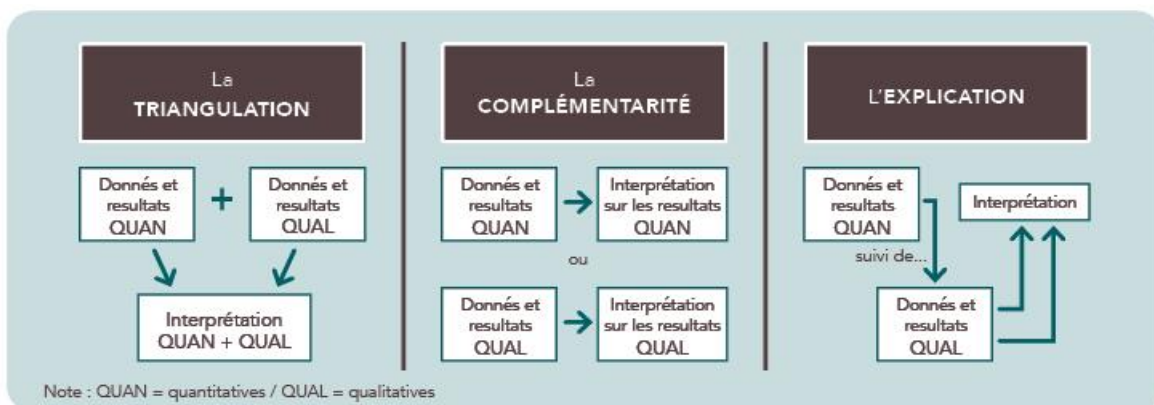 La
TRIANGULATION
Donnés et
resultats
QUAN
+
Donnés et
resultats
QUAL
Interprétation
QUAN + QUAL
La
COMPLÉMENTARITÉ
Donnés et
resultats
QUAN
Interprétation
sur les resultats
QUAN
ou
Donnés et
resultats
QUAL
Interprétation
sur les resultats
QUAL
L'EXPLICATION
Donnés et
resultats
QUAN
suivi de...
Interprétation
Donnés et
resultats
QUAL
Note : QUAN = quantitatives / QUAL = qualitatives